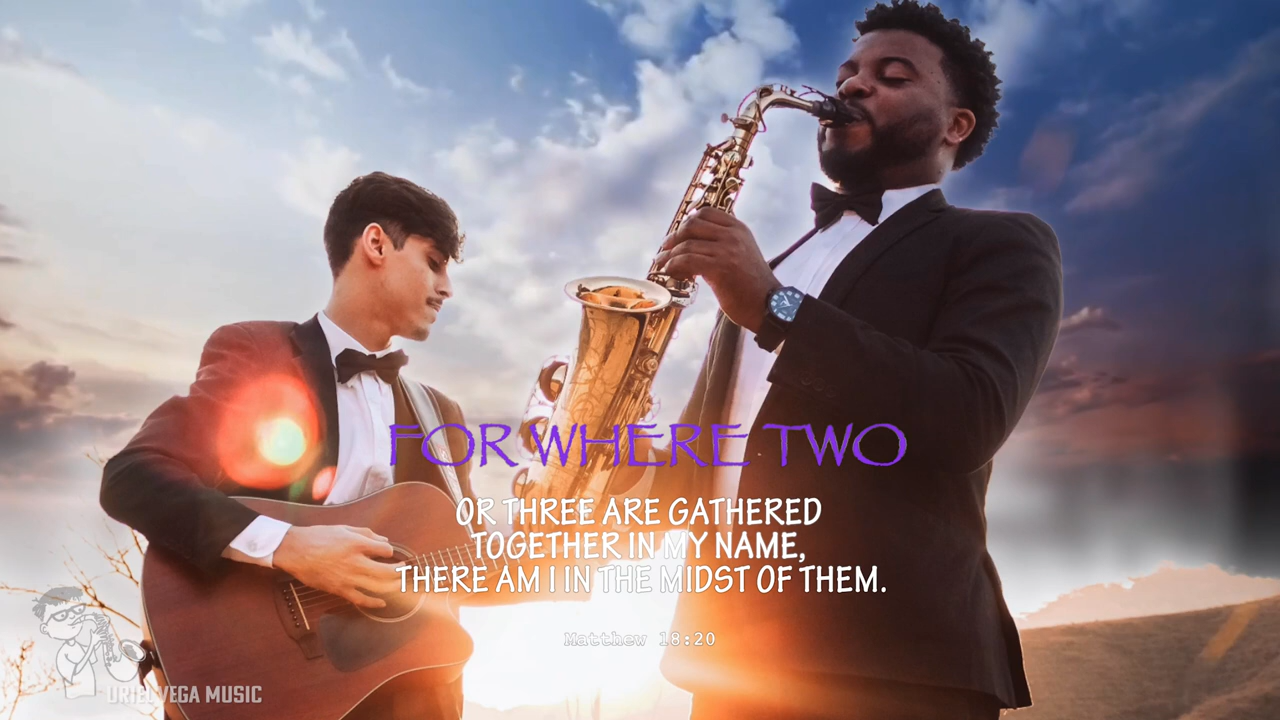 FOR WHERE TWO
OR THREE ARE GATHERED
TOGETHER IN MY NAME,
THERE AM I IN THE MIDST OF THEM.
Matthew 18:20
URIEL VEGA MUSIC